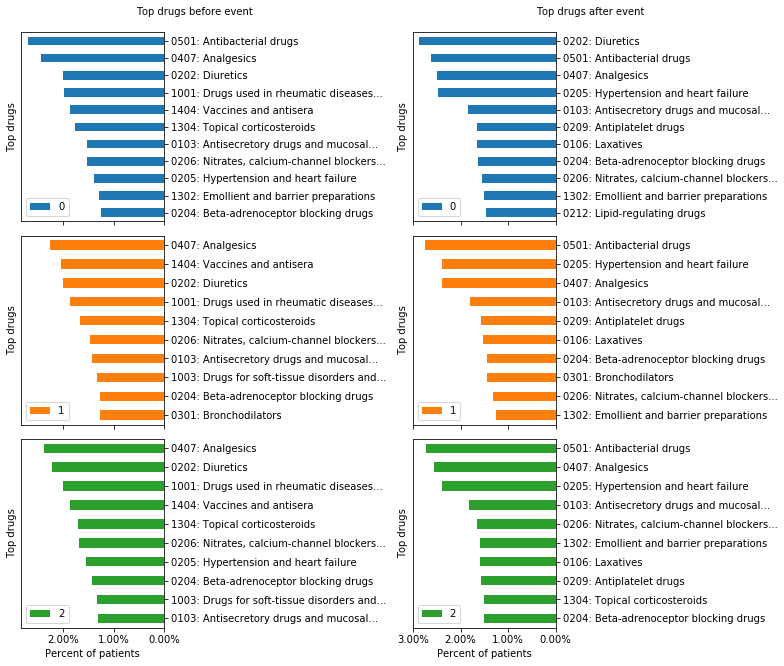 Top drugs before event
Top drugs
0501: Antibacterial drugs
0407: Analgesics
0202: Diuretics
1001: Drugs used in rheumatic diseases...
1404: Vaccines and antisera
1304: Topical corticosteroids
0103: Antisecretory drugs and mucosal...
0206: Nitrates, calcium-channel blockers...
0205: Hypertension and heart failure
1302: Emollient and barrier preparations
0204: Beta-adrenoceptor blocking drugs
0
Top drugs
0407: Analgesics
1404: Vaccines and antisera
0202: Diuretics
1001: Drugs used in rheumatic diseases...
1304: Topical corticosteroids
0206: Nitrates, calcium-channel blockers...
0103: Antisecretory drugs and mucosal...
1003: Drugs for soft-tissue disorders and...
0204: Beta-adrenoceptor blocking drugs
0301: Bronchodilators
1
Top drugs
0407: Analgesics
0202: Diuretics
1001: Drugs used in rheumatic diseases...
1404: Vaccines and antisera
1304: Topical corticosteroids
0206: Nitrates, calcium-channel blockers...
0205: Hypertension and heart failure
0204: Beta-adrenoceptor blocking drugs
1003: Drugs for soft-tissue disorders and...
0103: Antisecretory drugs and mucosal...
2
2.00% 1.00% 0.00%
Percent of patients
Top drugs after event
Top drugs
0202: Diuretics
0501: Antibacterial drugs
0407: Analgesics
0205: Hypertension and heart failure
0103: Antisecretory drugs and mucosal...
0209: Antiplatelet drugs
0106: Laxatives
0204: Beta-adrenoceptor blocking drugs
0206: Nitrates, calcium-channel blockers...
1302: Emollient and barrier preparations
0212: Lipid-regulating drugs
0
Top drugs
0501: Antibacterial drugs
0205: Hypertension and heart failure
0407: Analgesics
0103: Antisecretory drugs and mucosal...
0209: Antiplatelet drugs
0106: Laxatives
0204: Beta-adrenoceptor blocking drugs
0301: Bronchodilators
0206: Nitrates, calcium-channel blockers...
1302: Emollient and barrier preparations
1
Top drugs
0501: Antibacterial drugs
0407: Analgesics
0205: Hypertension and heart failure
0103: Antisecretory drugs and mucosal...
0206: Nitrates, calcium-channel blockers...
1302: Emollient and barrier preparations
0106: Laxatives
0209: Antiplatelet drugs
1304: Topical corticosteroids
0204: Beta-adrenoceptor blocking drugs
2
3.00% 2.00% 1.00% 0.00%
Percent of patients